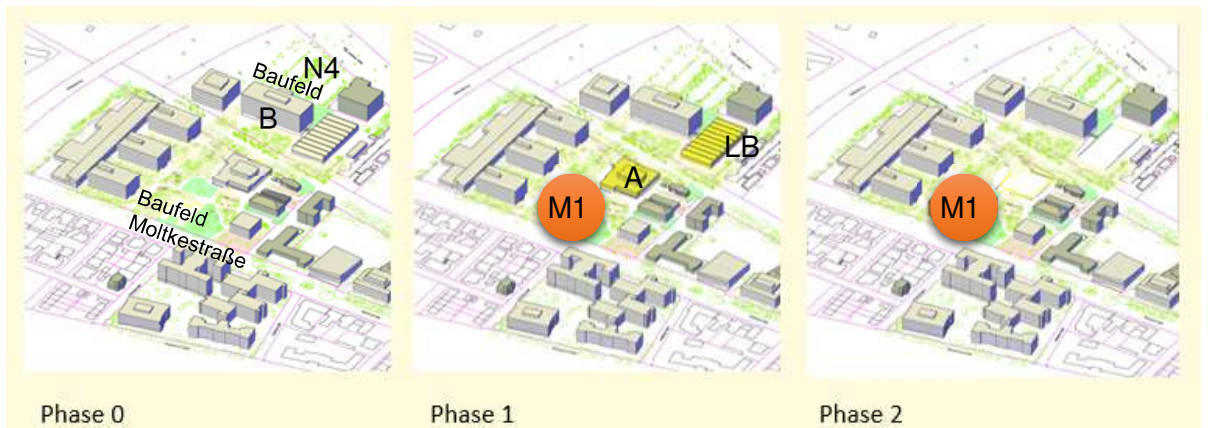 N4
Baufeld
B
Baufeld
Moltkestraße
LB
A
M1
M1
Phase 0
Phase 1
Phase 2